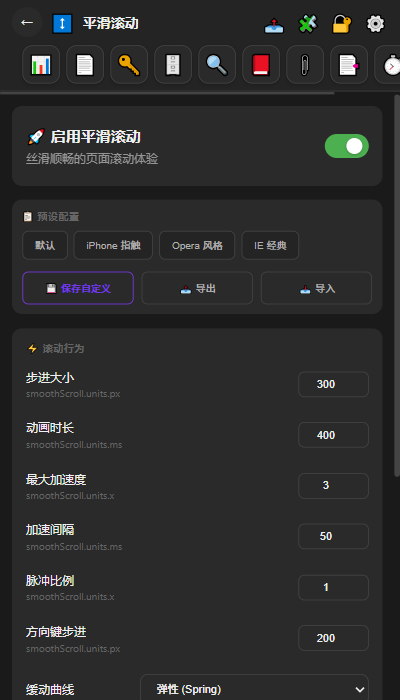 平滑滚动
启用平滑滚动
丝滑顺畅的页面滚动体验
预设配置
默认 iPhone 指触 Opera 风格 IE 经典
保存自定义 导出 导入
滚动行为
步进大小 300
smoothScroll.units.px
动画时长 400
smoothScroll.units.ms
最大加速度 3
smoothScroll.units.x
加速间隔 50
smoothScroll.units.ms
脉冲比例 1
smoothScroll.units.x
方向键步进 200
smoothScroll.units.px
缓动曲线 弹性 (Spring)